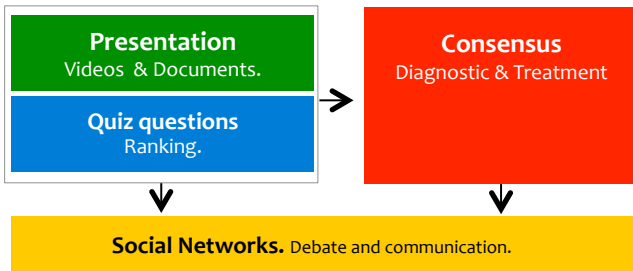 Presentation
Videos & Documents.
Quiz questions
Ranking.
Consensus
Diagnostic & Treatment
Social Networks. Debate and communication.